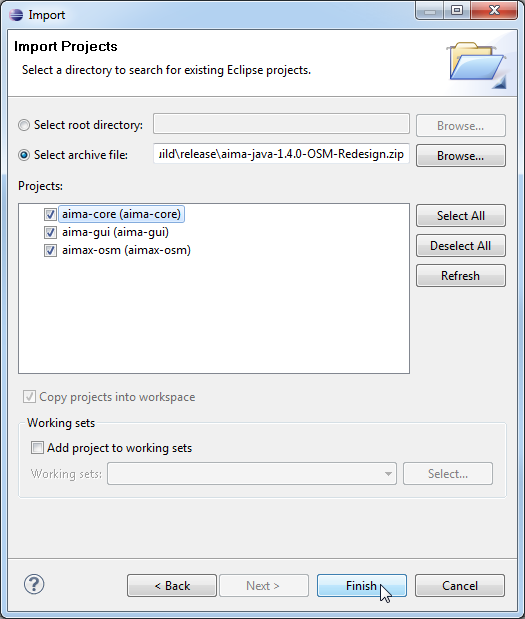 Import
Import Projects
Select a directory to search for existing Eclipse projects.
Select root directory:
Browse...
Select archive file:
uild\release\aima-java-1.4.0-OSM-Redesign.zip
Browse...
Projects:
aima-core (aima-core)
aima-gui (aima-gui)
aimax-osm (aimax-osm)
Select All
Deselect All
Refresh
Copy projects into workspace
Working sets
Add project to working sets
Working sets:
Select...
?
< Back
Next >
Finish
Cancel